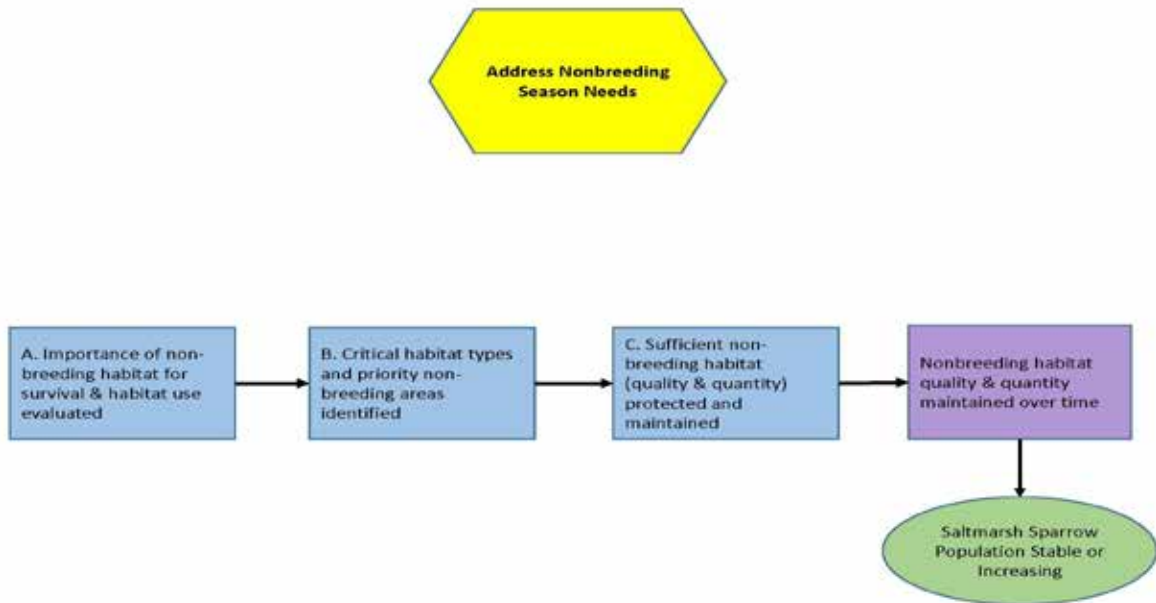 Address Nonbreeding
Season Needs
A. Importance of non-
breeding habitat for
survival & habitat use
evaluated
B. Critical habitat types
and priority non-
breeding areas
identified
C. Sufficient non-
breeding habitat
(quality & quantity)
protected and
maintained
Nonbreeding habitat
quality & quantity
maintained over time
Saltmarsh Sparrow
Population Stable or
Increasing